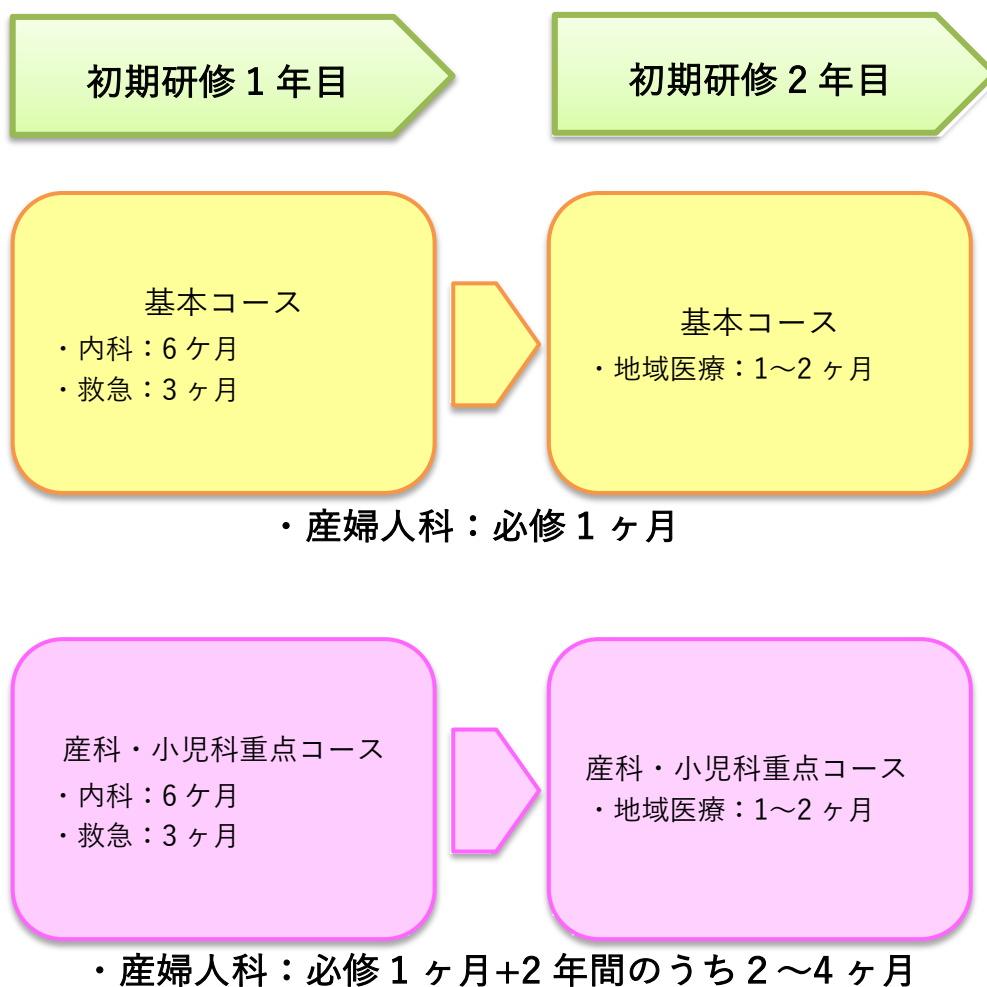 初期研修1年目
初期研修2年目
基本コース
・内科：6ケ月
・救急：3ヶ月
基本コース
・地域医療：1～2ヶ月
・産婦人科：必修1ヶ月
産科・小児科重点コース
・内科：6ケ月
・救急：3ヶ月
産科・小児科重点コース
・地域医療：1～2ヶ月
・産婦人科：必修1ヶ月+2年間のうち2～4ヶ月